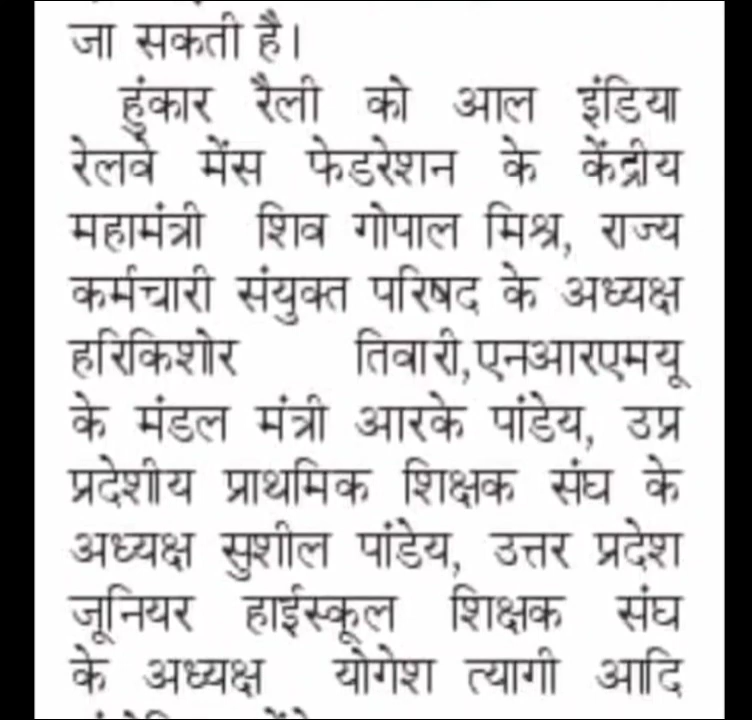 जा सकती है।
हुंकार रैली को आल इंडिया
रेलवे मेंस फेडरेशन के केंद्रीय
महामंत्री शिव गोपाल मिश्र, राज्य
कर्मचारी संयुक्त परिषद के अध्यक्ष
हरिकिशोर तिवारी,एनआरएमयू
के मंडल मंत्री आरके पांडेय, उप्र
प्रदेशीय प्राथमिक शिक्षक संघ के
अध्यक्ष सुशील पांडेय, उत्तर प्रदेश
जूनियर हाईस्कूल शिक्षक संघ
के अध्यक्ष योगेश त्यागी आदि